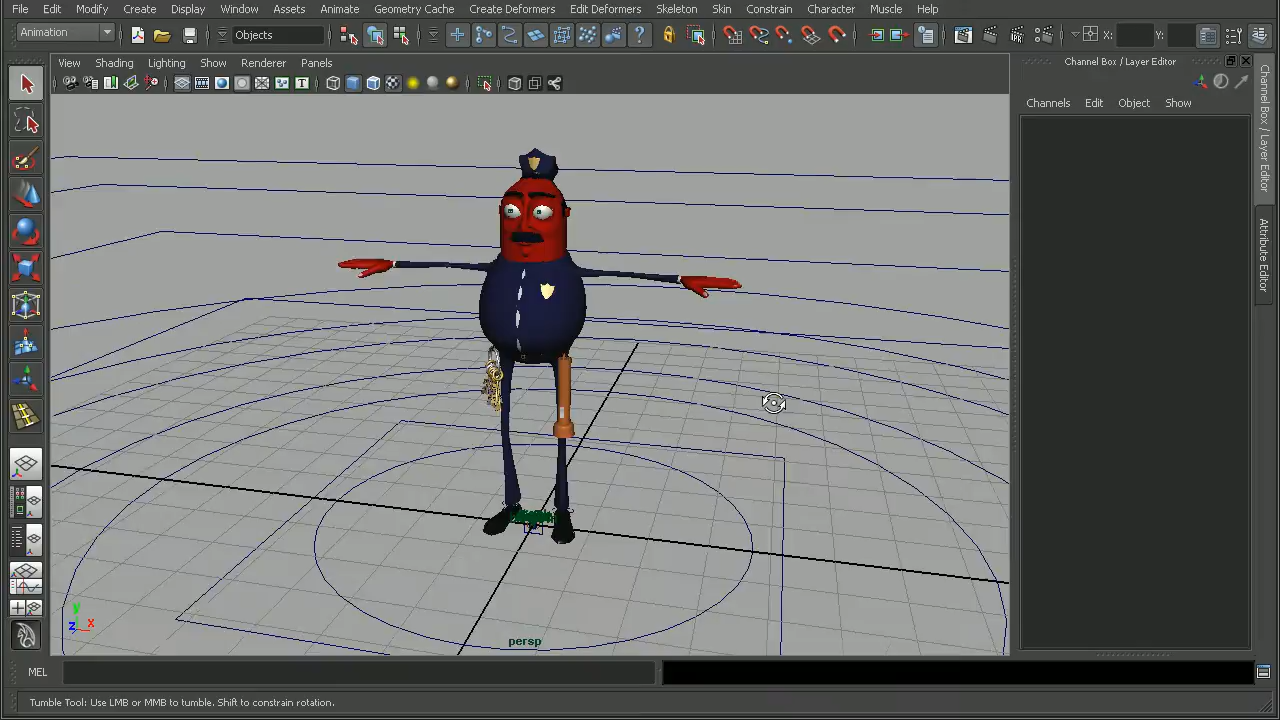 File Edit Modify Create Display Window Assets Animate Geometry Cache Create Deformers Edit Deformers Skeleton Skin Constrain Character Muscle Help
Animation Objects X: Y:
View Shading Lighting Show Renderer Panels
Channel Box / Layer Editor
Channels Edit Object Show
Channel Box / Layer Editor
Attribute Editor
y
z x
persp
MEL
Tumble Tool: Use LMB or MMB to tumble. Shift to constrain rotation.